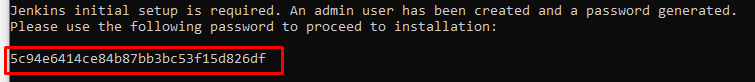 Jenkins initial setup is required. An admin user has been created and a password generated.
Please use the following password to proceed to installation:
5c94e6414ce84b87bb3bc53f15d826df